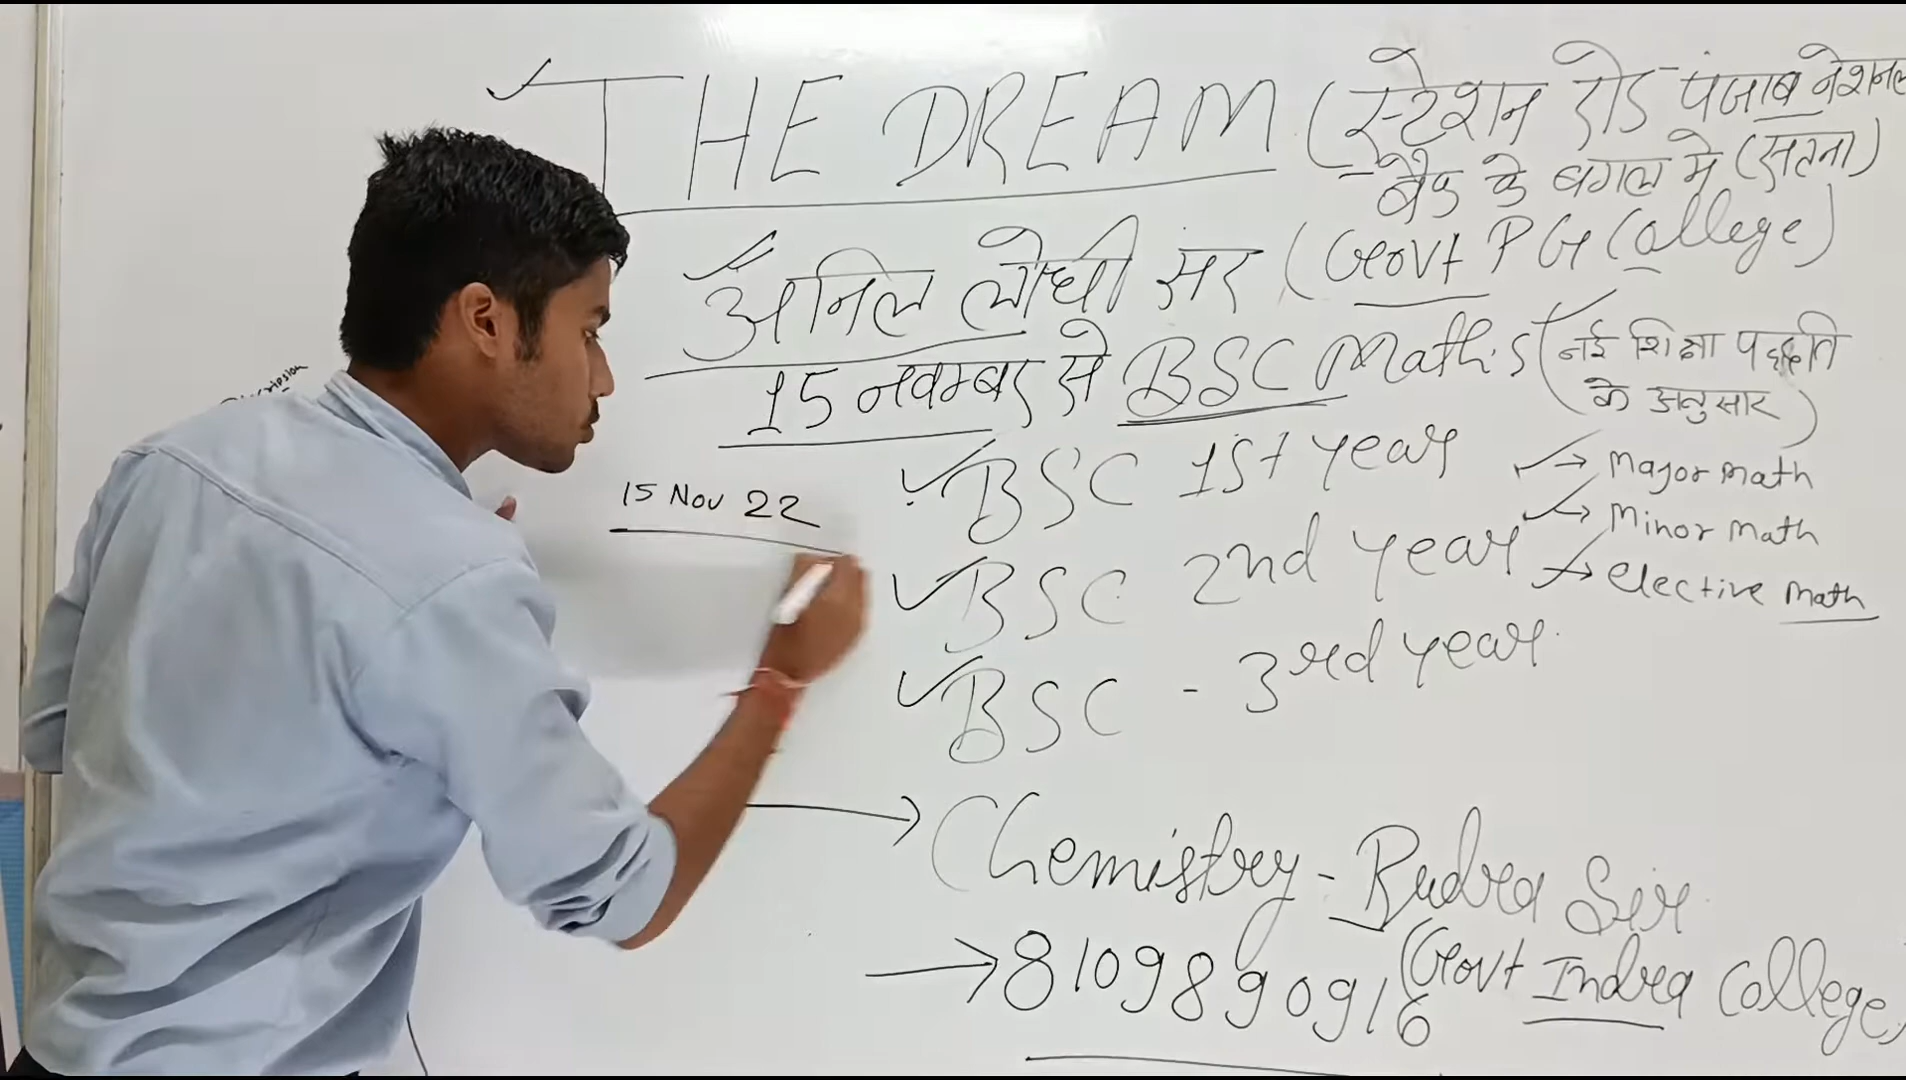 THE DREAM (स्टेशन रोड पंजाब नेशनल
बैंक के बगल मे (सतना)
अनिल लोधी सर (Govt PG College)
15 नवम्बर से BSC Maths (नई शिक्षा पद्धति
के अनुसार)
15 Nov 22
BSC 1st year
→ Major Math
→ Minor Math
BSC 2nd year
→ elective Math
BSC - 3rd year
→ Chemistry - Rudra Sir
→ 8109890916 (Govt Indra College)